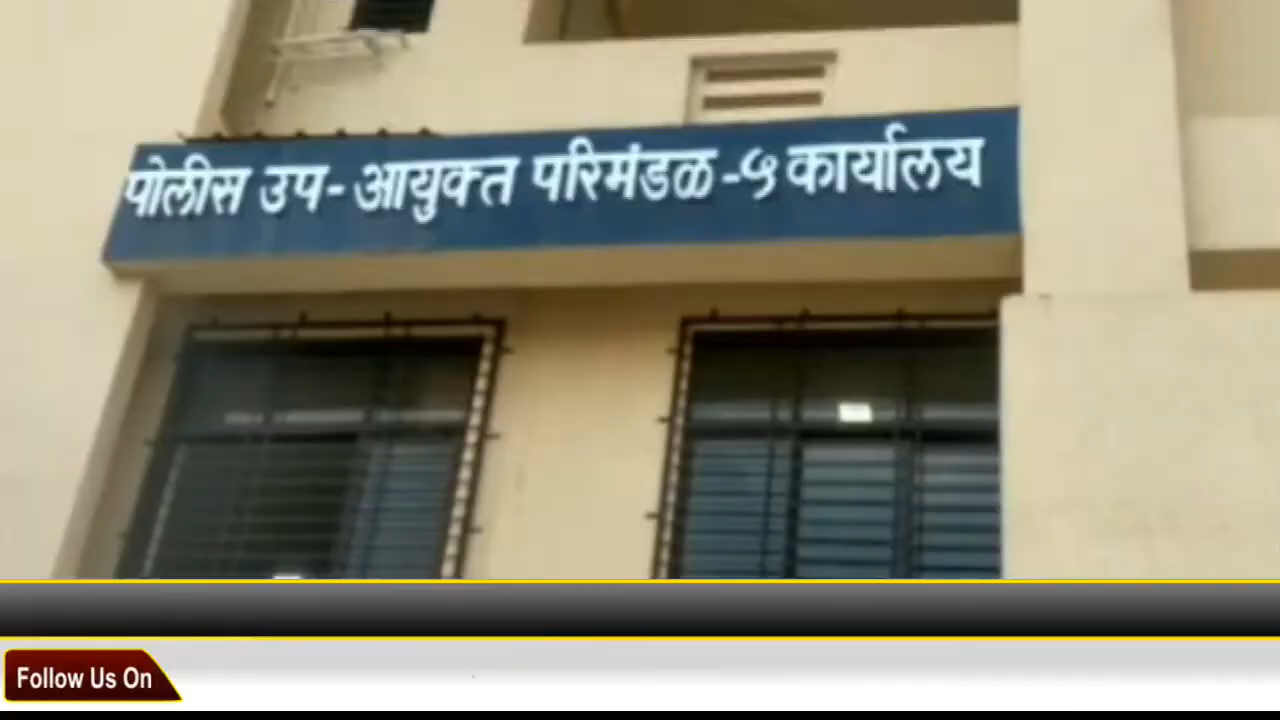 पोलीस उप- आयुक्त परिमंडळ -५ कार्यालय
Follow Us On